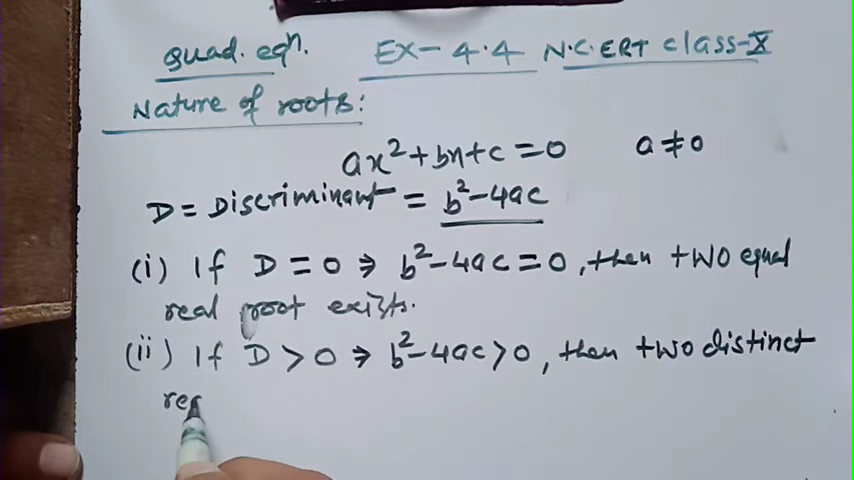 quad. eqn. Ex- 4.4 N.C.ERT class-X
Nature of roots:
ax²+bx+c=0 a≠0
D = Discriminant = b²-4ac
(i) If D=0 ⇒ b²-4ac=0, then two equal
real root exists.
(ii) If D>0 ⇒ b²-4ac>0, then two distinct
rea